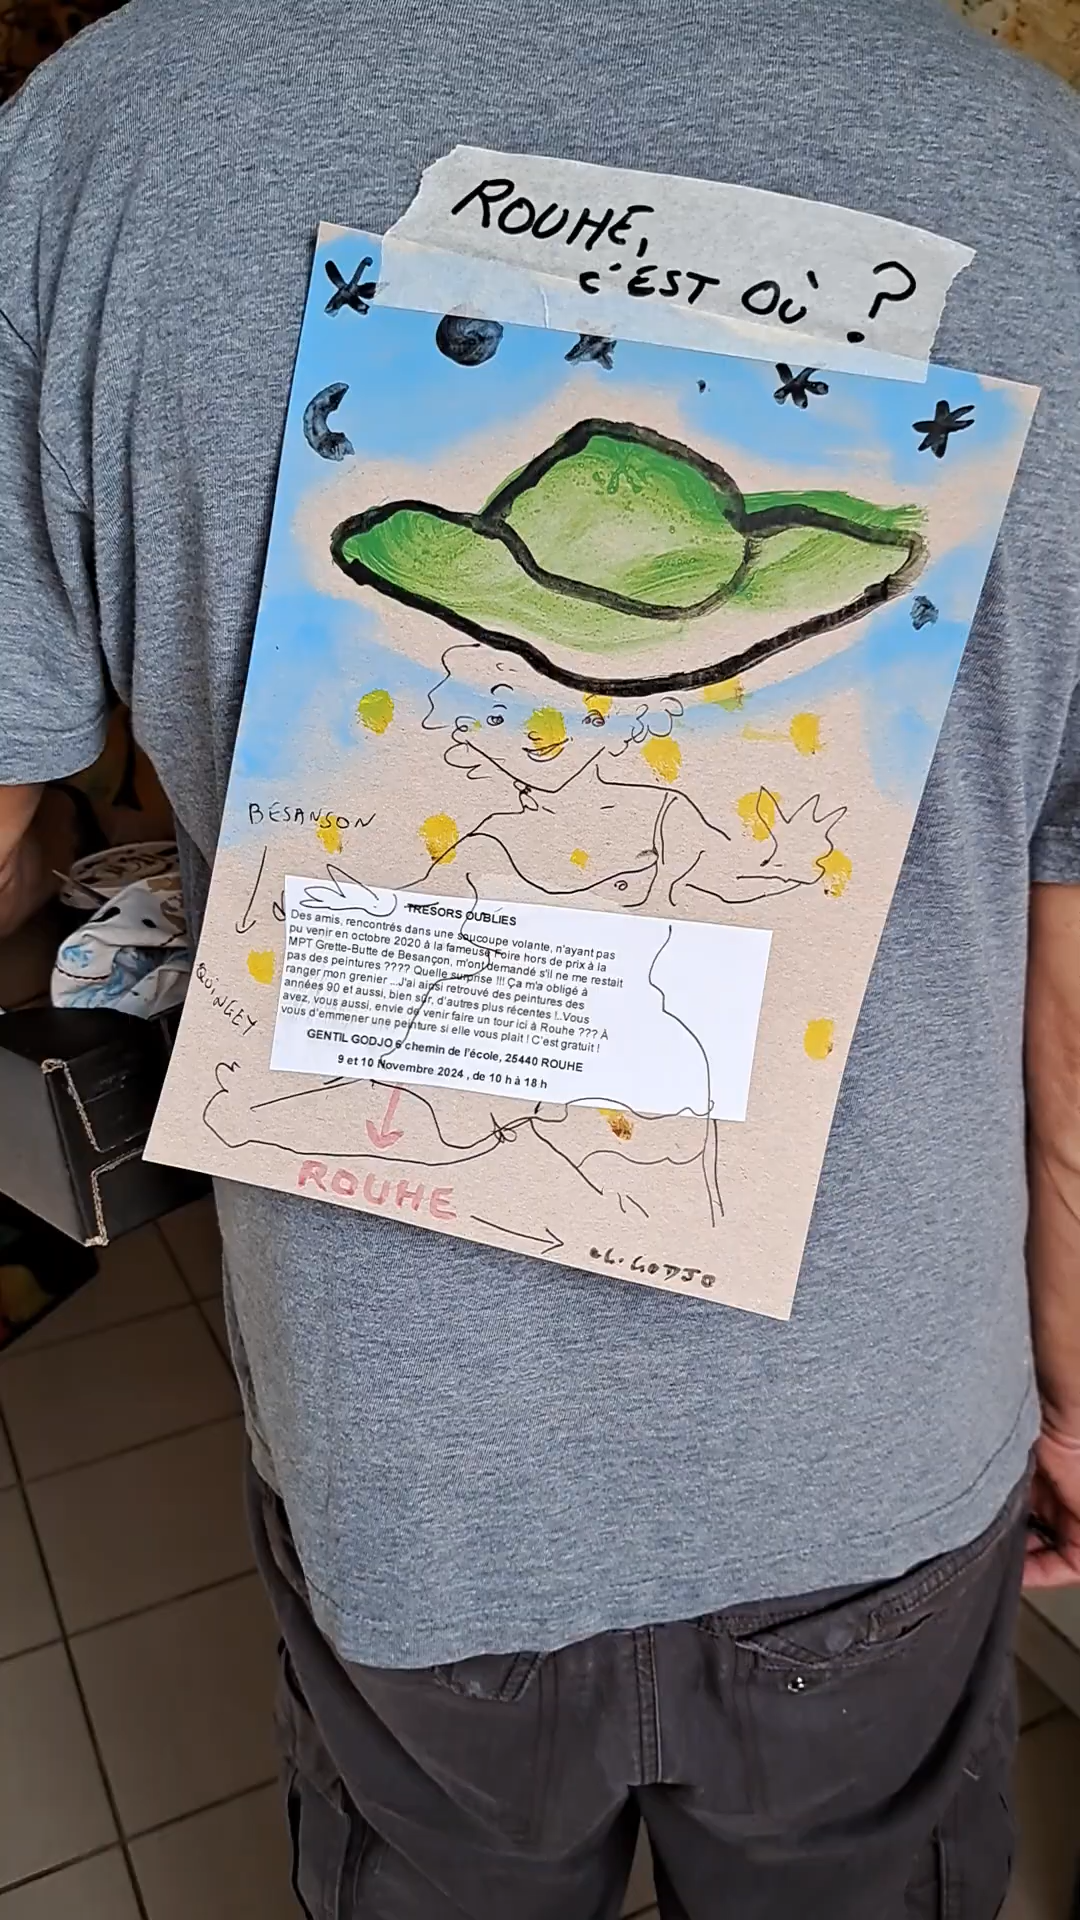 ROUHE,
C'EST OÙ ?
BESANSON
QUINGEY
TRESORS OUBLIES
Des amis, rencontrés dans une soucoupe volante, n'ayant pas
pu venir en octobre 2020 à la fameuse Foire hors de prix à la
MPT Grette-Butte de Besançon, m'ont demandé s'il ne me restait
pas des peintures ???? Quelle surprise !!! Ça m'a obligé à
ranger mon grenier ...J'ai ainsi retrouvé des peintures des
années 90 et aussi, bien sûr, d'autres plus récentes !..Vous
avez, vous aussi, envie de venir faire un tour ici à Rouhe ??? À
vous d'emmener une peinture si elle vous plait ! C'est gratuit !
GENTIL GODJO 6 chemin de l'école, 25440 ROUHE
9 et 10 Novembre 2024 , de 10 h à 18 h
ROUHE
GODJO